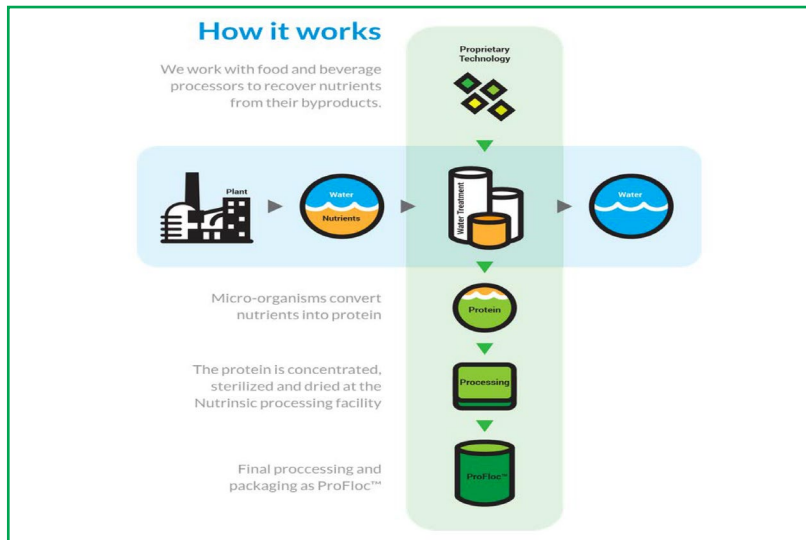 How it works
We work with food and beverage
processors to recover nutrients
from their byproducts.
Proprietary
Technology
Plant
Water
Nutrients
Water Treatment
Water
Micro-organisms convert
nutrients into protein
Protein
The protein is concentrated,
sterilized and dried at the
Nutrinsic processing facility
Processing
Final proccessing and
packaging as ProFloc™
ProFloc™